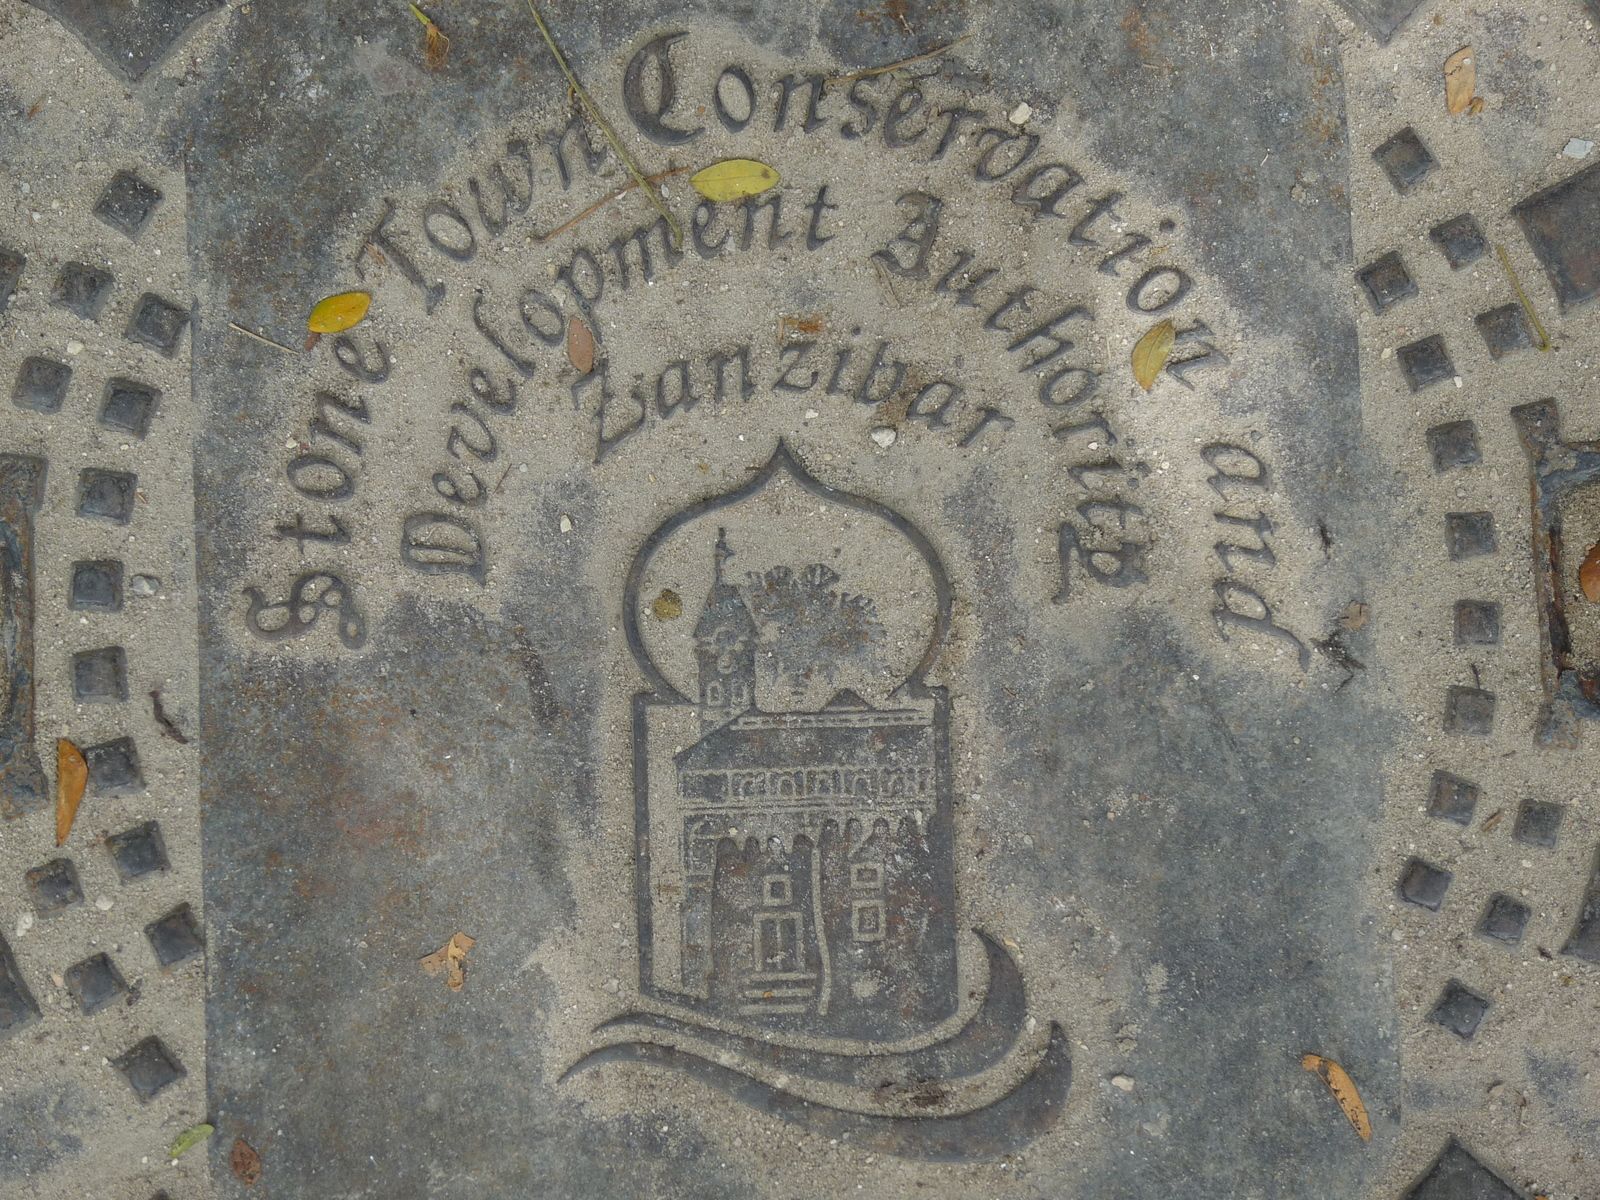 Stone Town Conservation and
Development Authority
Zanzibar